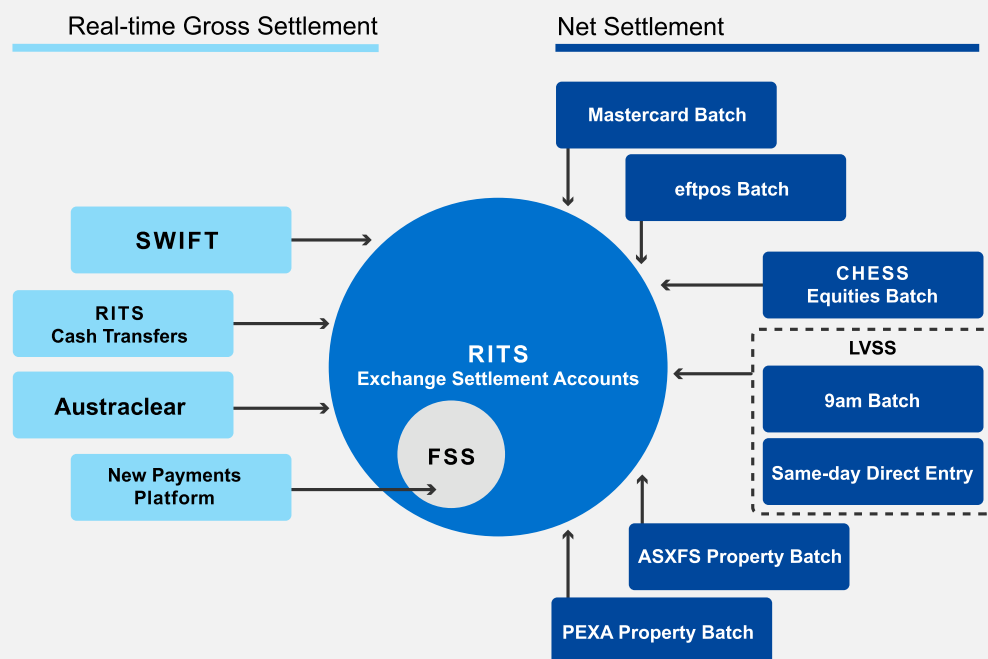 Real-time Gross Settlement
Net Settlement
Mastercard Batch
eftpos Batch
SWIFT
CHESS
Equities Batch
RITS
Cash Transfers
LVSS
RITS
Exchange Settlement Accounts
9am Batch
Austraclear
FSS
New Payments
Platform
Same-day Direct Entry
ASXFS Property Batch
PEXA Property Batch